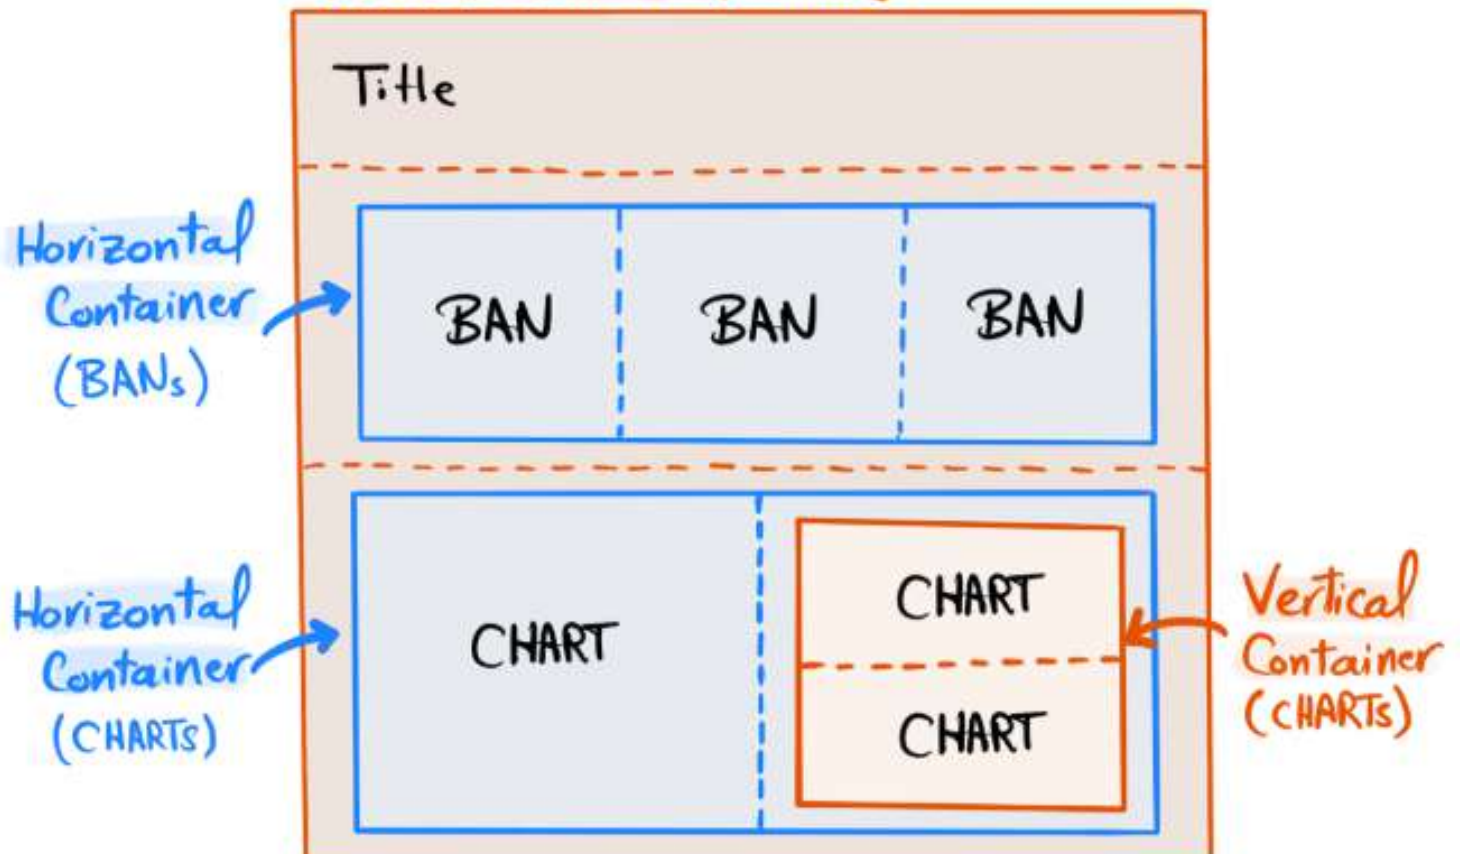 Title
Horizontal
Container
(BANs)
BAN
BAN
BAN
Horizontal
Container
(CHARTs)
CHART
CHART
CHART
Vertical
Container
(CHARTs)